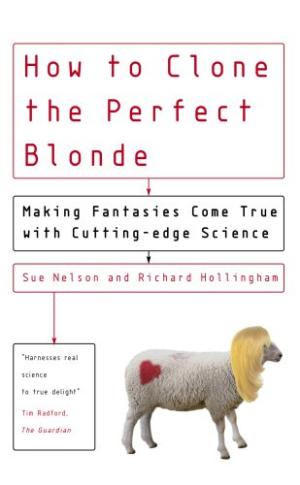 How to Clone
the Perfect
Blonde
Making Fantasies Come True
with Cutting-edge Science
Sue Nelson and Richard Hollingham
"Harnesses real
science
to true delight"
Tim Radford,
The Guardian